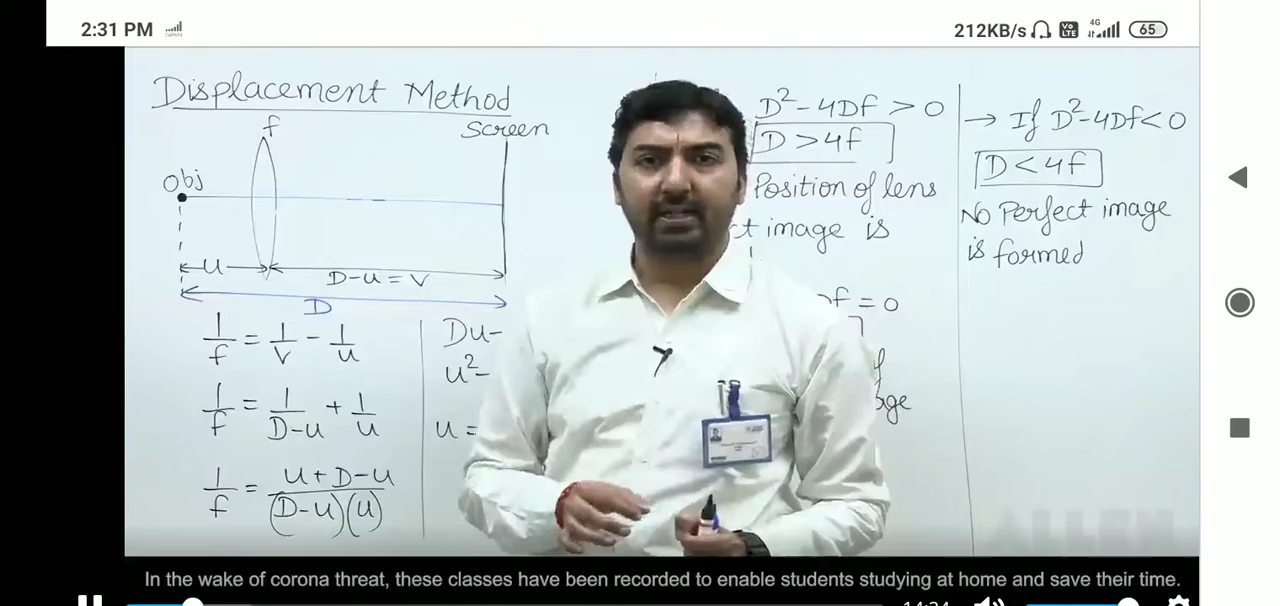 2:31 PM
212KB/s 4G 65
Displacement Method
f
Screen
Obj
u
D-u = v
D
1/f = 1/v - 1/u
1/f = 1/(D-u) + 1/u
1/f = (u+D-u)/((D-u)(u))
Du-
u²-
u =
D²-4Df > 0
D > 4f
Position of lens
image is
f = 0
→ If D²-4Df < 0
D < 4f
No Perfect image
is formed
ALLEN
In the wake of corona threat, these classes have been recorded to enable students studying at home and save their time.